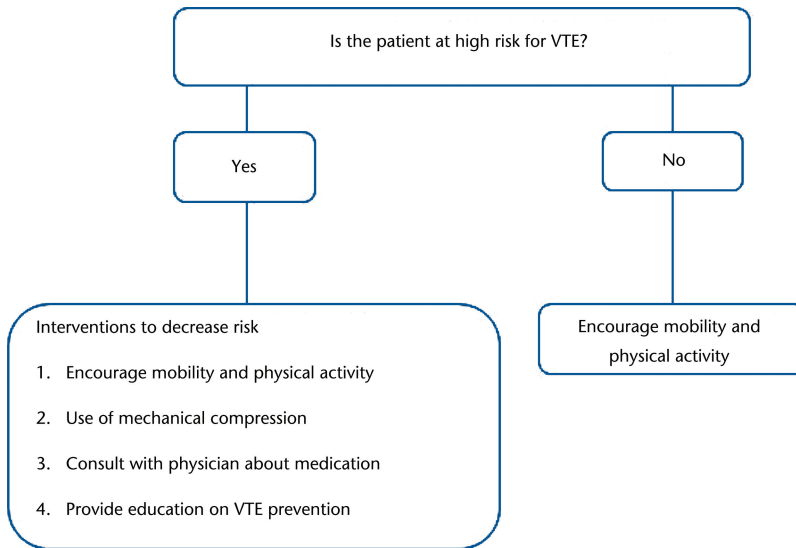 Is the patient at high risk for VTE?
Yes
No
Interventions to decrease risk
1. Encourage mobility and physical activity
2. Use of mechanical compression
3. Consult with physician about medication
4. Provide education on VTE prevention
Encourage mobility and
physical activity